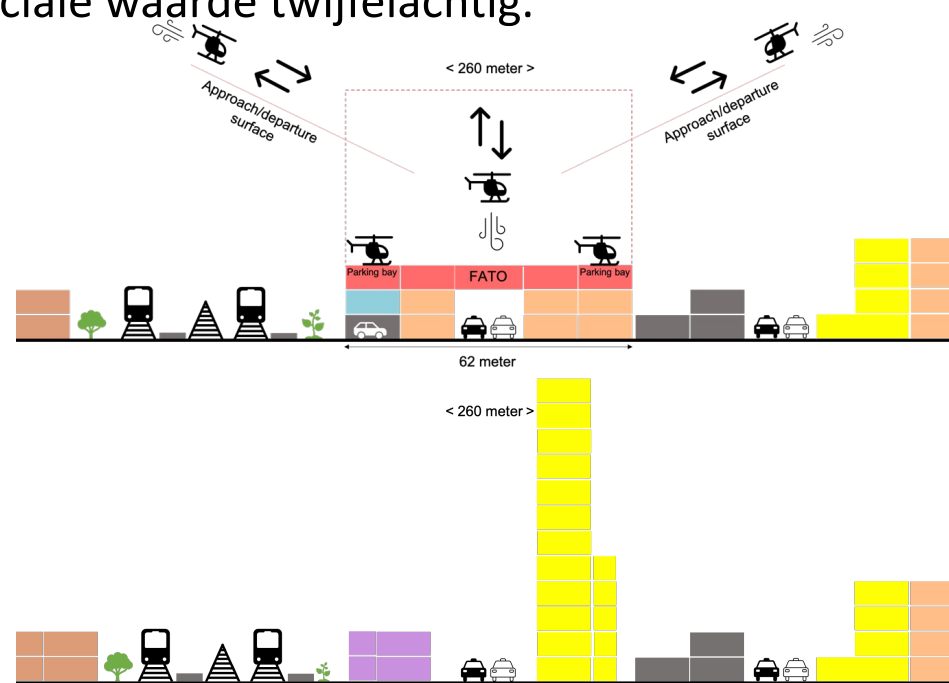 ciale waarde twijfelachtig.
< 260 meter >
Approach/departure
surface
Approach/departure
surface
Parking bay
FATO
Parking bay
62 meter
< 260 meter >